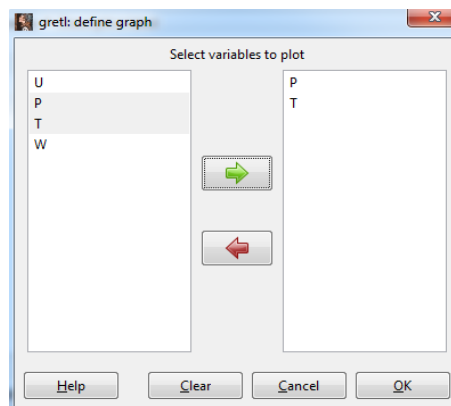 gretl: define graph
Select variables to plot
U
P
T
W
P
T
Help
Clear
Cancel
OK